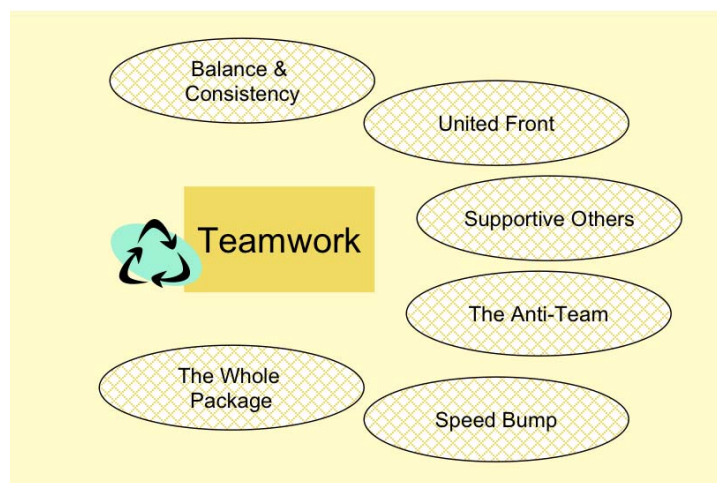 Balance &
Consistency
United Front
Supportive Others
Teamwork
The Anti-Team
The Whole
Package
Speed Bump